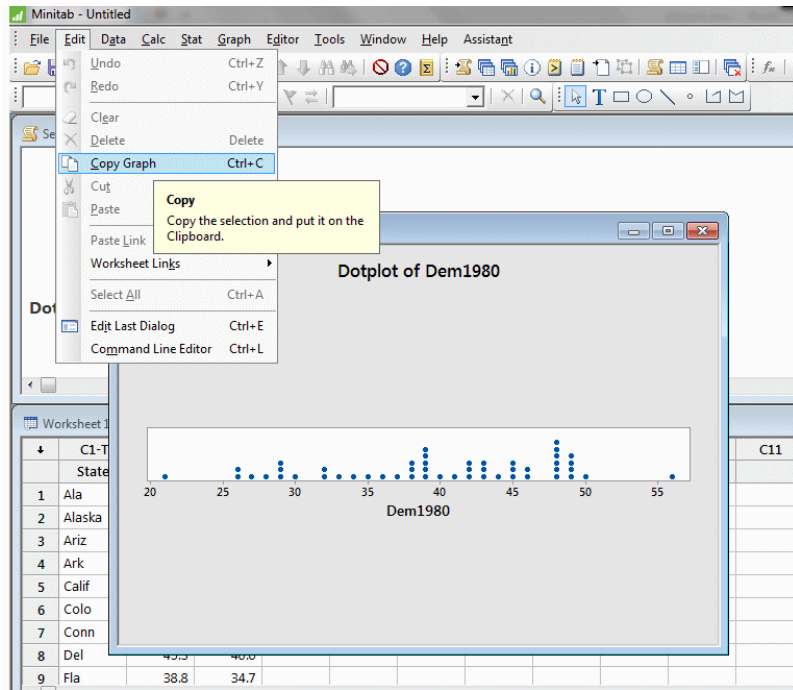 Minitab - Untitled
File Edit Data Calc Stat Graph Editor Tools Window Help Assistant
Undo Ctrl+Z
Redo Ctrl+Y
Clear
Delete Delete
Copy Graph Ctrl+C
Cut
Paste
Paste Link
Worksheet Links
Select All Ctrl+A
Edit Last Dialog Ctrl+E
Command Line Editor Ctrl+L
Copy
Copy the selection and put it on the
Clipboard.
Se
Dot
Dotplot of Dem1980
20 25 30 35 40 45 50 55
Dem1980
Worksheet 1
C1-T C11
State
1 Ala
2 Alaska
3 Ariz
4 Ark
5 Calif
6 Colo
7 Conn
8 Del
9 Fla 38.8 34.7